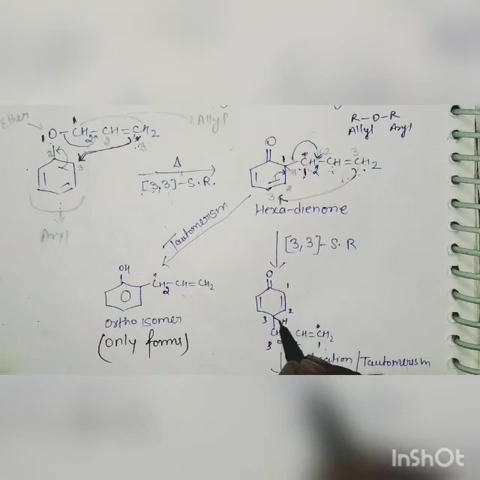 Ether
O-CH₂-CH=CH₂
Allyl
Aryl
Δ
[3,3]-S.R.
R-O-R
Allyl Aryl
O
CH₂-CH=CH₂
Hexa-dienone
Tautomerism
[3,3]-S.R
OH
CH₂-CH=CH₂
Ortho isomer
(only forms)
O
CH=CH₂
/Tautomerism
InShOt